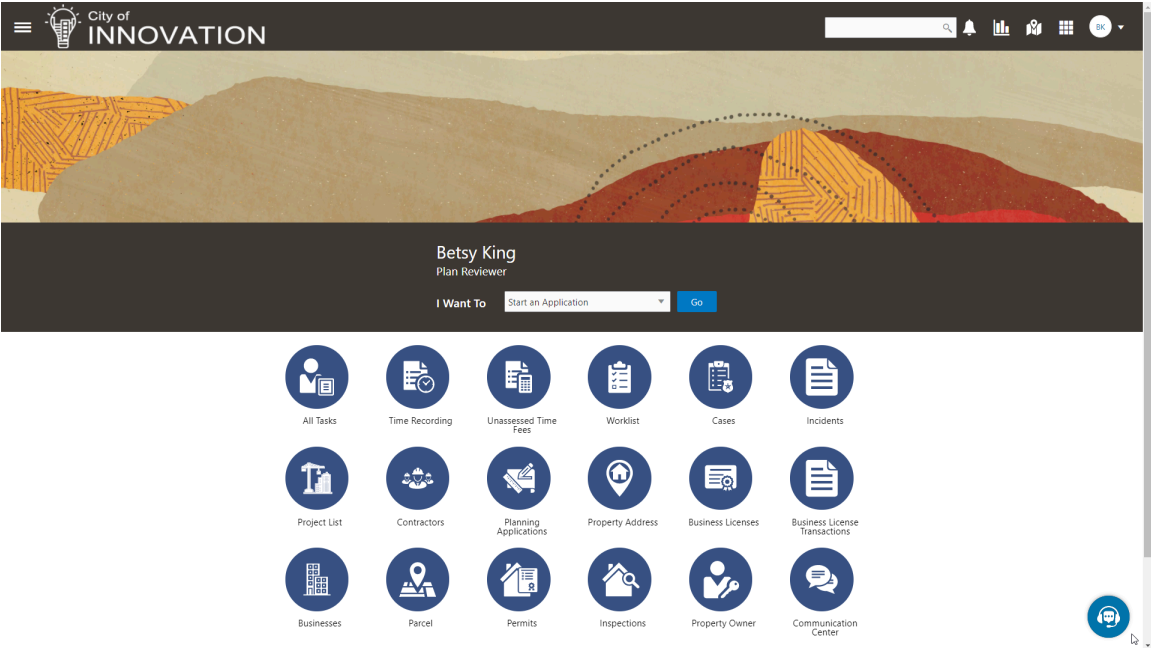 City of
INNOVATION
BK
Betsy King
Plan Reviewer
I Want To
Start an Application
Go
All Tasks
Time Recording
Unassessed Time
Fees
Worklist
Cases
Incidents
Project List
Contractors
Planning
Applications
Property Address
Business Licenses
Business License
Transactions
Businesses
Parcel
Permits
Inspections
Property Owner
Communication
Center